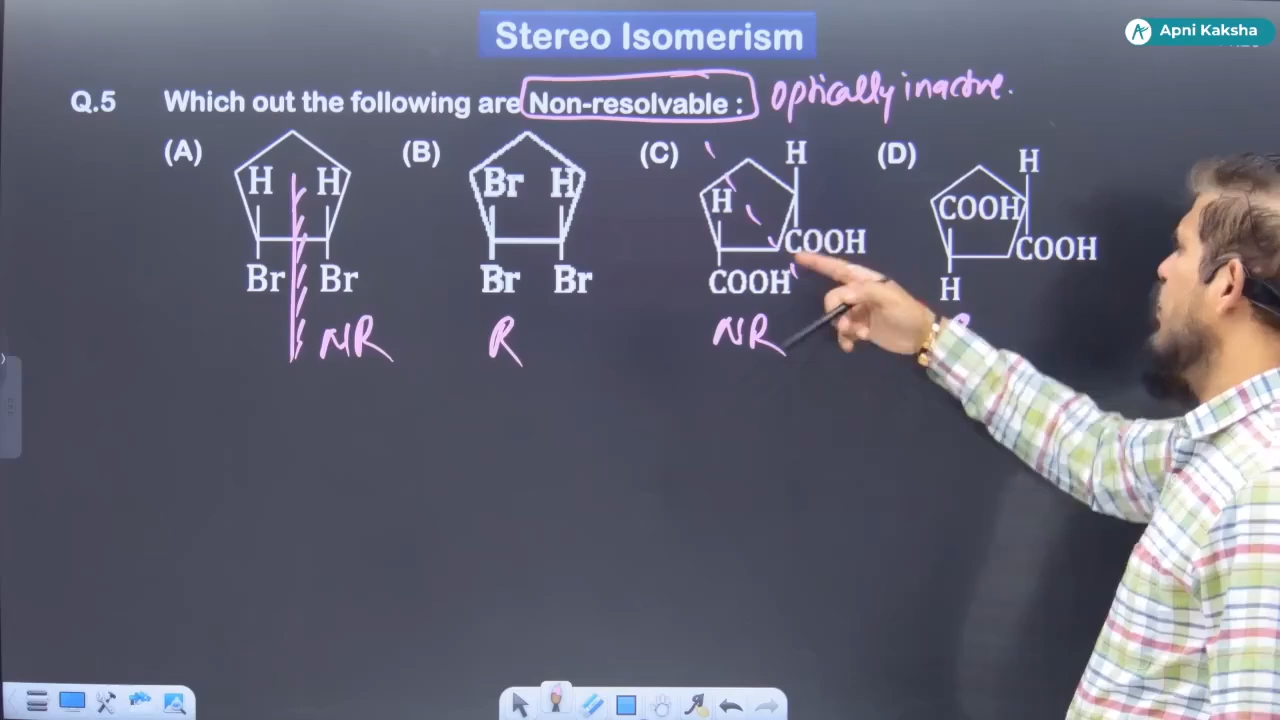 Stereo Isomerism
Apni Kaksha
Q.5 Which out the following are Non-resolvable : optically inactive.
(A) (B) (C) (D)
H H Br H H H COOH H
Br Br Br Br COOH COOH H COOH
NR R NR